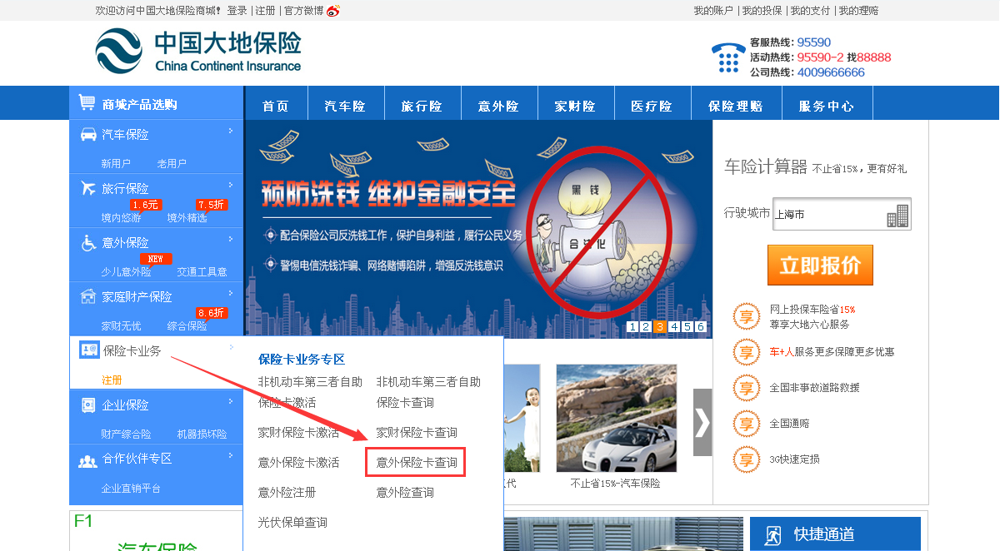 欢迎访问中国大地保险商城! 登录 | 注册 | 官方微博
我的账户 | 我的投保 | 我的支付 | 我的理赔
中国大地保险
China Continent Insurance
客服热线: 95590
活动热线: 95590-2 找88888
公司热线: 4009666666
商城产品选购
首页 汽车险 旅行险 意外险 家财险 医疗险 保险理赔 服务中心
汽车保险
新用户 老用户
旅行保险
1.6元 7.5折
境内悠游 境外精选
意外保险
NEW
少儿意外险 交通工具意
家庭财产保险
8.6折
家财无忧 综合保险
保险卡业务
注册
企业保险
财产综合险 机器损坏险
合作伙伴专区
企业直销平台
10000 10000 10000 10000 10000 10000 10000
预防洗钱 维护金融安全
配合保险公司反洗钱工作，保护自身利益，履行公民义务
警惕电信洗钱诈骗、网络赌博陷阱，增强反洗钱意识
黑钱
合法化
1 2 3 4 5 6
车险计算器 不止省15%，更有好礼
行驶城市 上海市
立即报价
享 网上投保车险省15%
尊享大地六心服务
享 车+人服务更多保障更多优惠
享 全国非事故道路救援
享 全国通赔
享 3G快速定损
保险卡业务专区
非机动车第三者自助保险卡激活
非机动车第三者自助保险卡查询
家财保险卡激活 家财保险卡查询
意外保险卡激活 意外保险卡查询
意外险注册 意外险查询
光伏保单查询
代
不止省15%-汽车保险
F1
汽车保险
快捷通道